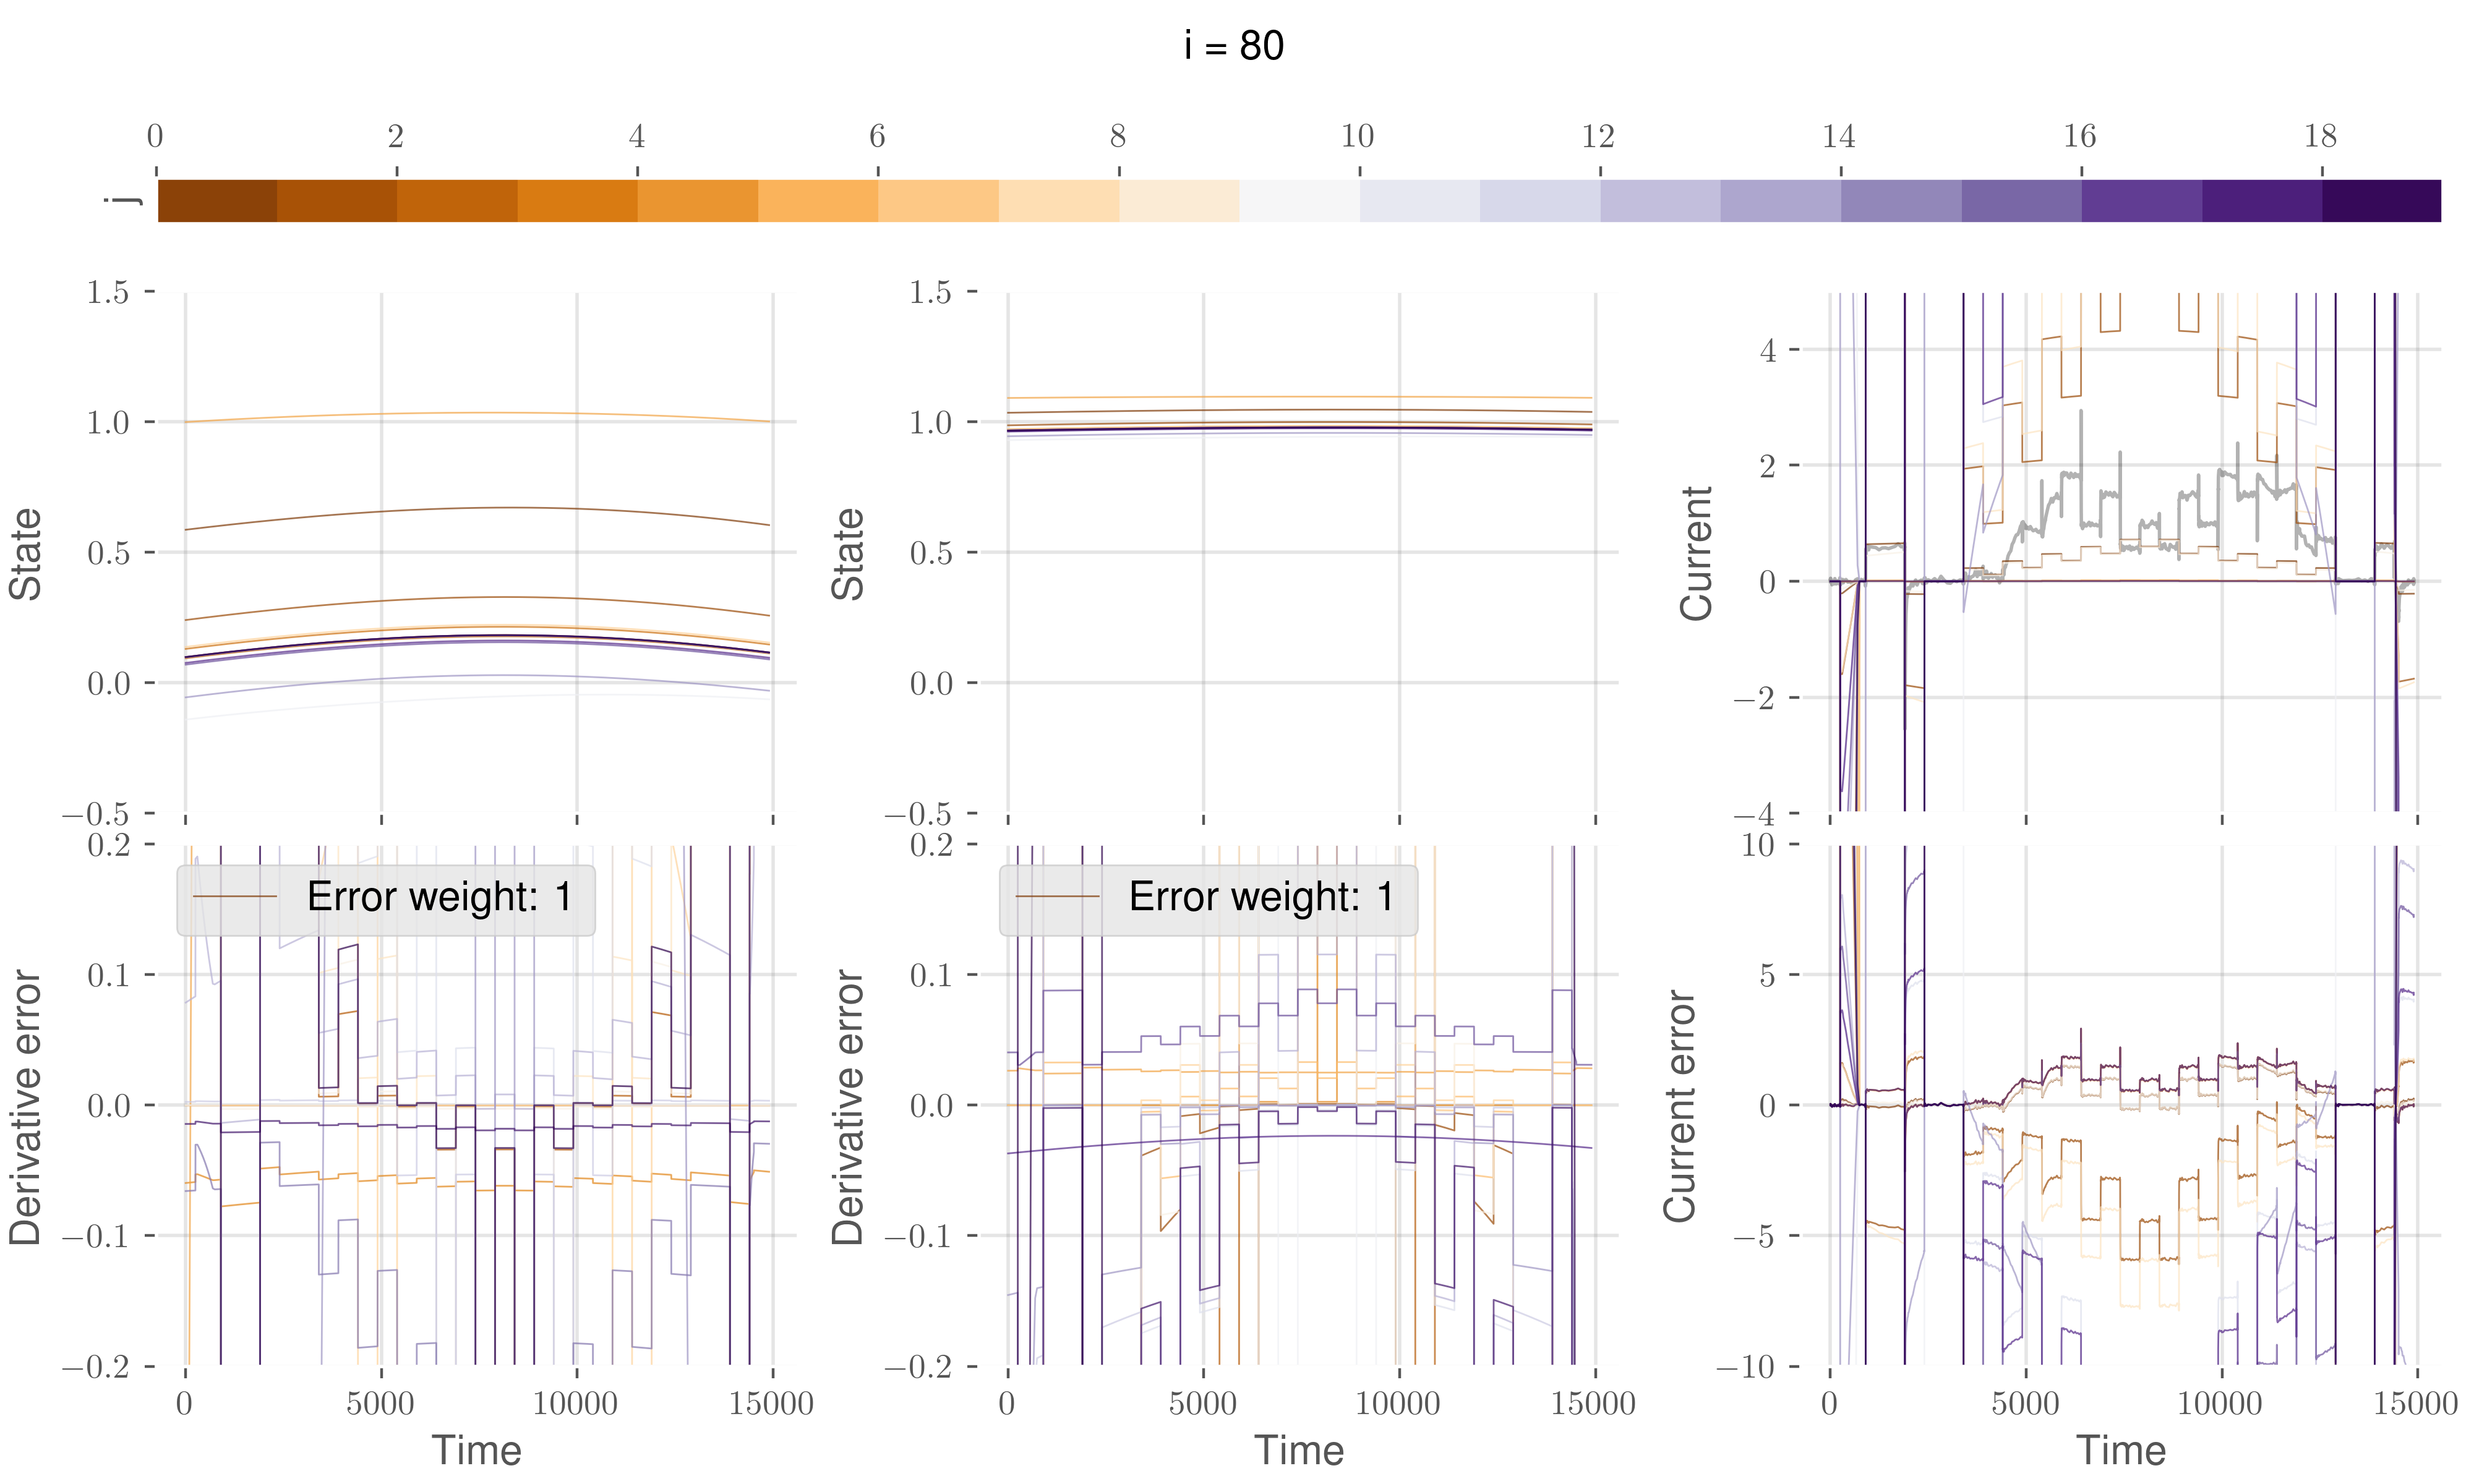 i = 80
0 2 4 6 8 10 12 14 16 18
j
1.5 1.0 0.5 0.0 −0.5
State
1.5 1.0 0.5 0.0 −0.5
State
4 2 0 −2 −4
Current
0.2 0.1 0.0 −0.1 −0.2
Derivative error
Error weight: 1
0 5000 10000 15000
Time
0.2 0.1 0.0 −0.1 −0.2
Derivative error
Error weight: 1
0 5000 10000 15000
Time
10 5 0 −5 −10
Current error
0 5000 10000 15000
Time